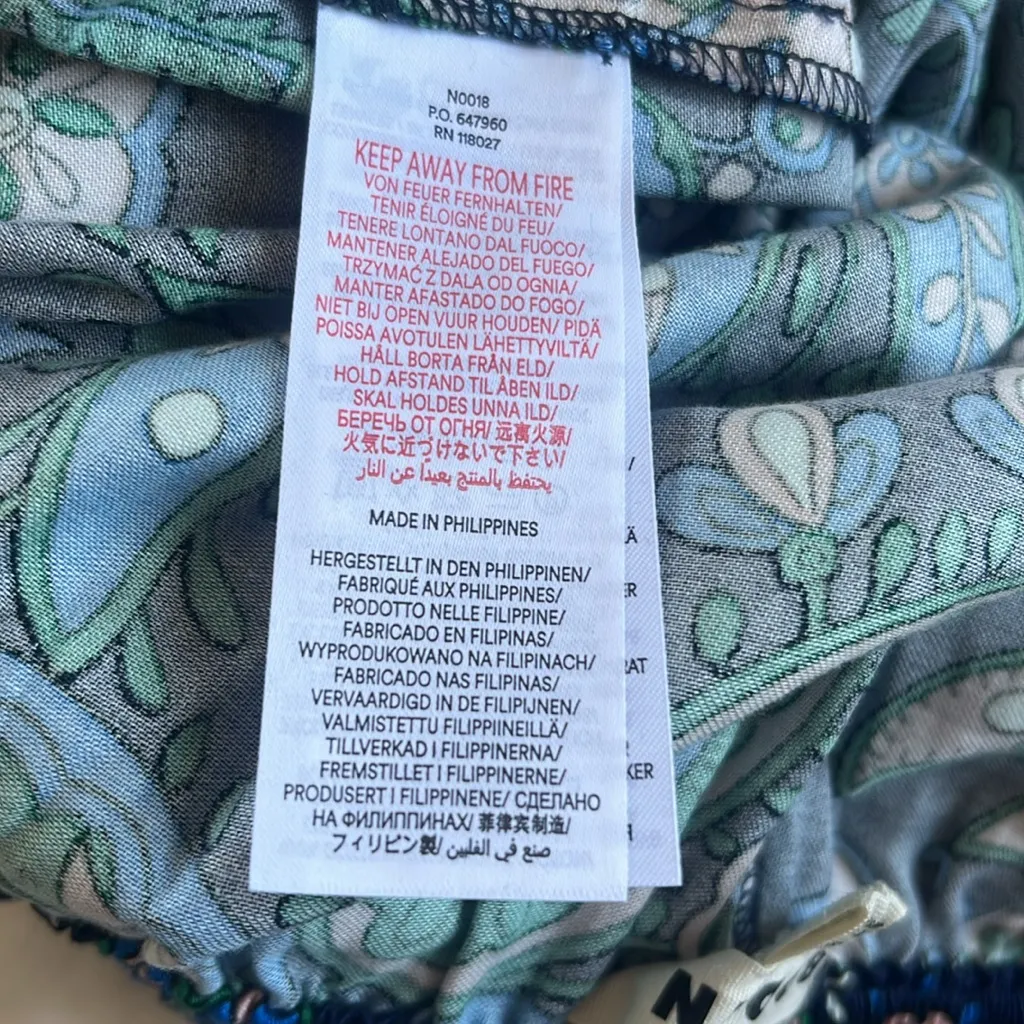 N0018
P.O. 647960
RN 118027
KEEP AWAY FROM FIRE
VON FEUER FERNHALTEN/
TENIR ÉLOIGNÉ DU FEU/
TENERE LONTANO DAL FUOCO/
MANTENER ALEJADO DEL FUEGO/
TRZYMAĆ Z DALA OD OGNIA/
MANTER AFASTADO DO FOGO/
NIET BIJ OPEN VUUR HOUDEN/ PIDÄ
POISSA AVOTULEN LÄHETTYVILTÄ/
HÅLL BORTA FRÅN ELD/
HOLD AFSTAND TIL ÅBEN ILD/
SKAL HOLDES UNNA ILD/
БЕРЕЧЬ ОТ ОГНЯ/ 远离火源/
火気に近づけないで下さい/
يحتفظ بالمنتج بعيدًا عن النار
MADE IN PHILIPPINES
HERGESTELLT IN DEN PHILIPPINEN/
FABRIQUÉ AUX PHILIPPINES/
PRODOTTO NELLE FILIPPINE/
FABRICADO EN FILIPINAS/
WYPRODUKOWANO NA FILIPINACH/
FABRICADO NAS FILIPINAS/
VERVAARDIGD IN DE FILIPIJNEN/
VALMISTETTU FILIPPIINEILLÄ/
TILLVERKAD I FILIPPINERNA/
FREMSTILLET I FILIPPINERNE/
PRODUSERT I FILIPPINENE/ СДЕЛАНО
НА ФИЛИППИНАХ/ 菲律宾制造/
フィリピン製/ صنع في الفلبين